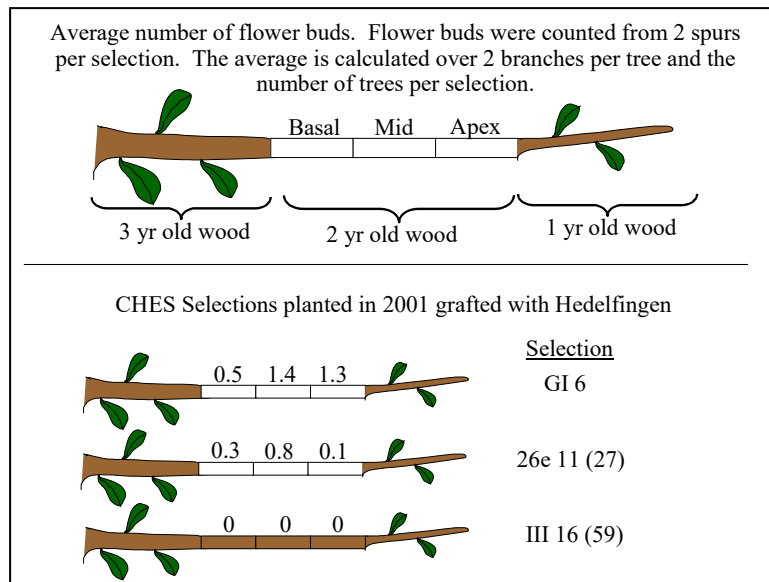 Average number of flower buds.  Flower buds were counted from 2 spurs
per selection.  The average is calculated over 2 branches per tree and the
number of trees per selection.
Basal Mid Apex
3 yr old wood 2 yr old wood 1 yr old wood
CHES Selections planted in 2001 grafted with Hedelfingen
Selection
0.5 1.4 1.3 GI 6
0.3 0.8 0.1 26e 11 (27)
0 0 0 III 16 (59)